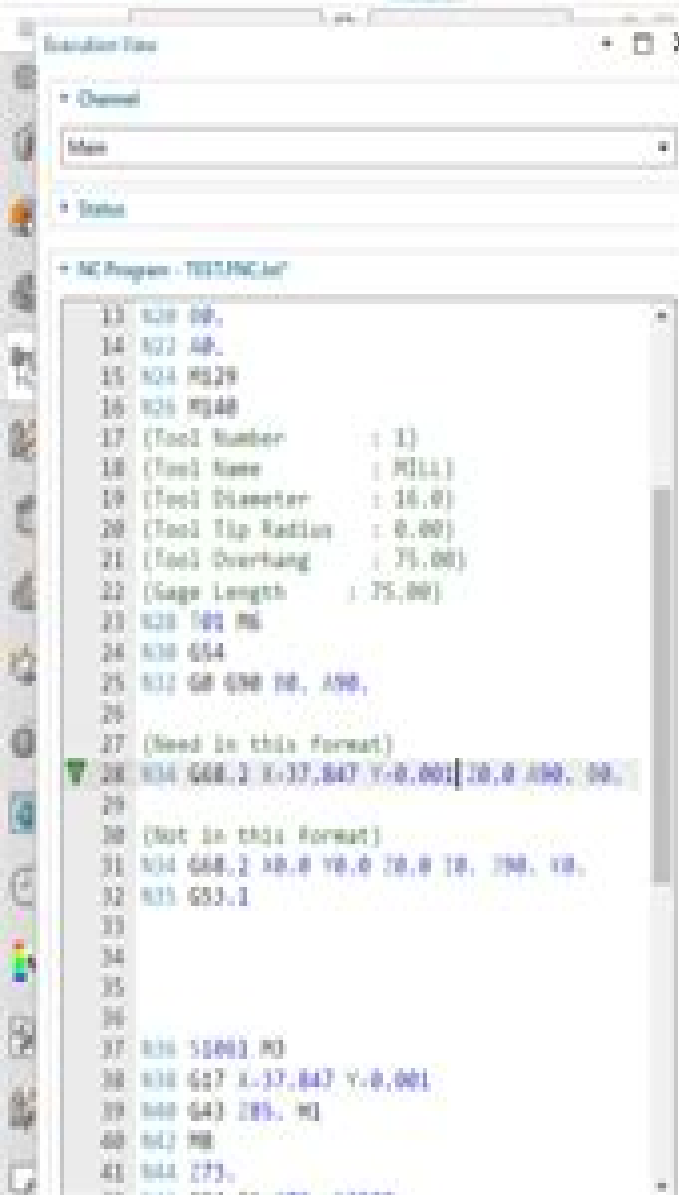 Execution View
Channel
Main
Status
NC Program - TEST.FNC.txt*
13 N20 B0.
14 N22 A0.
15 N24 M129
16 N26 M140
17 (Tool Number : 1)
18 (Tool Name : MILL)
19 (Tool Diameter : 16.0)
20 (Tool Tip Radius : 0.00)
21 (Tool Overhang : 75.00)
22 (Gage Length : 75.00)
23 N28 T01 M6
24 N30 G54
25 N32 G0 G90 B0. A90.
26
27 (Need in this format)
28 N34 G68.2 X-37.847 Y-0.001 Z0.0 A90. B0.
29
30 (Not in this Format)
31 N34 G68.2 X0.0 Y0.0 Z0.0 I0. J90. K0.
32 N35 G53.1
33
34
35
36
37 N36 S1061 M3
38 N38 G17 X-37.847 Y-0.001
39 N40 G43 Z85. H1
40 N42 M8
41 N44 Z73.